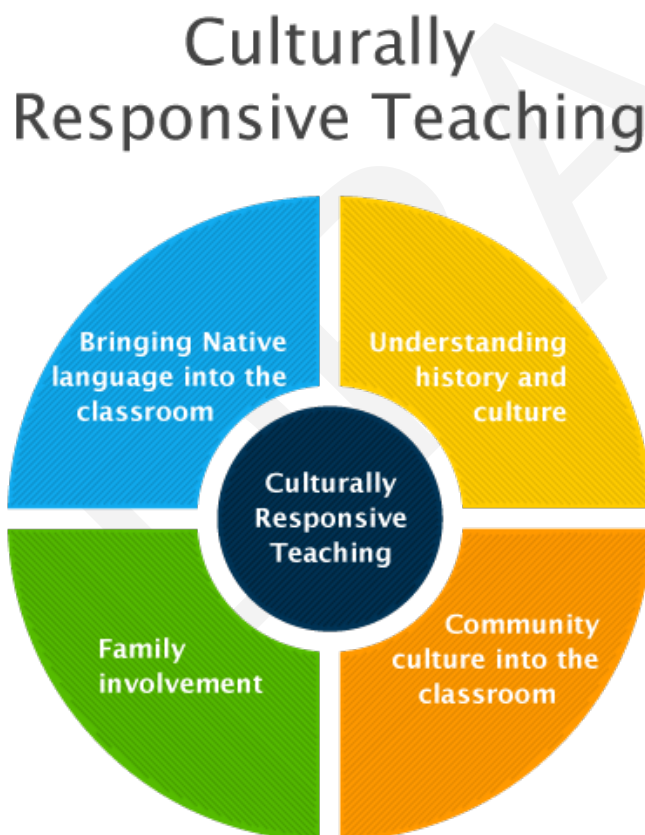 Culturally
Responsive Teaching
Bringing Native
language into the
classroom
Understanding
history and
culture
Culturally
Responsive
Teaching
Family
involvement
Community
culture into the
classroom